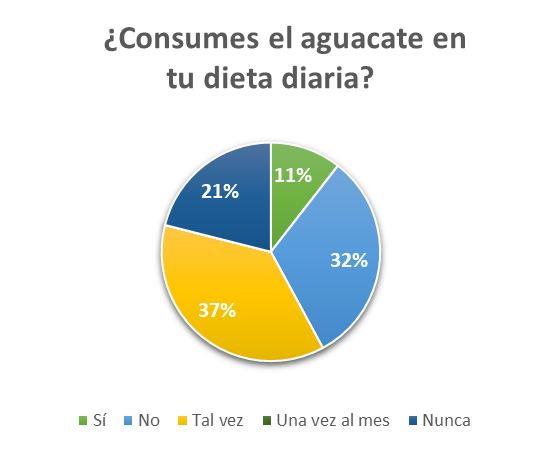 ¿Consumes el aguacate en
tu dieta diaria?
11%
21%
32%
37%
Sí No Tal vez Una vez al mes Nunca